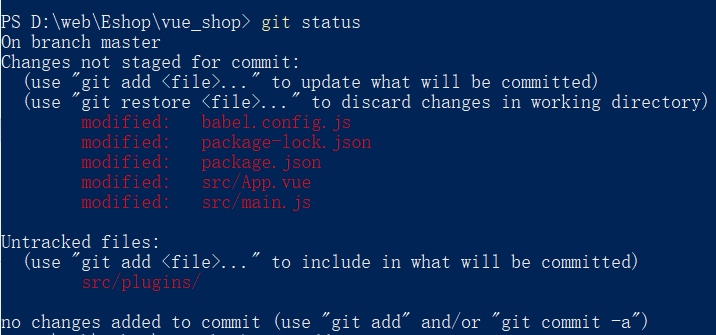 PS D:\web\Eshop\vue_shop> git status
On branch master
Changes not staged for commit:
  (use "git add <file>..." to update what will be committed)
  (use "git restore <file>..." to discard changes in working directory)
        modified:   babel.config.js
        modified:   package-lock.json
        modified:   package.json
        modified:   src/App.vue
        modified:   src/main.js

Untracked files:
  (use "git add <file>..." to include in what will be committed)
        src/plugins/

no changes added to commit (use "git add" and/or "git commit -a")